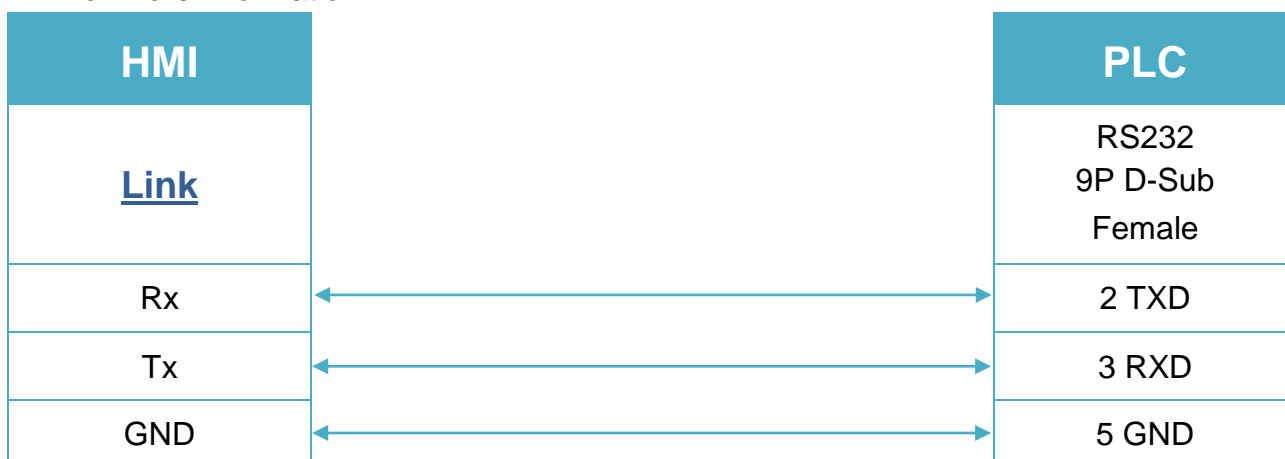 HMI PLC
Link
RS232
9P D-Sub
Female
Rx 2 TXD
Tx 3 RXD
GND 5 GND